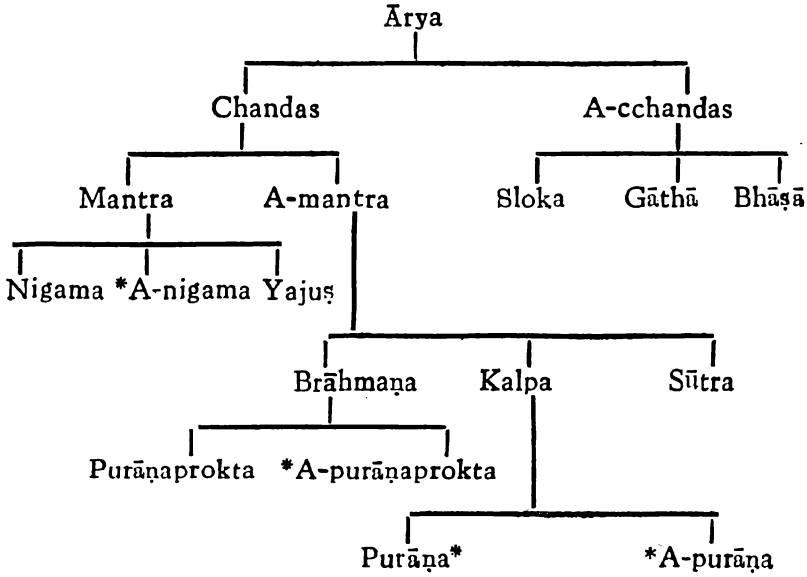 Ārya
Chandas A-cchandas
Mantra A-mantra Sloka Gāthā Bhāṣā
Nigama *A-nigama Yajuṣ
Brāhmaṇa Kalpa Sūtra
Purāṇaprokta *A-purāṇaprokta
Purāṇa* *A-purāṇa